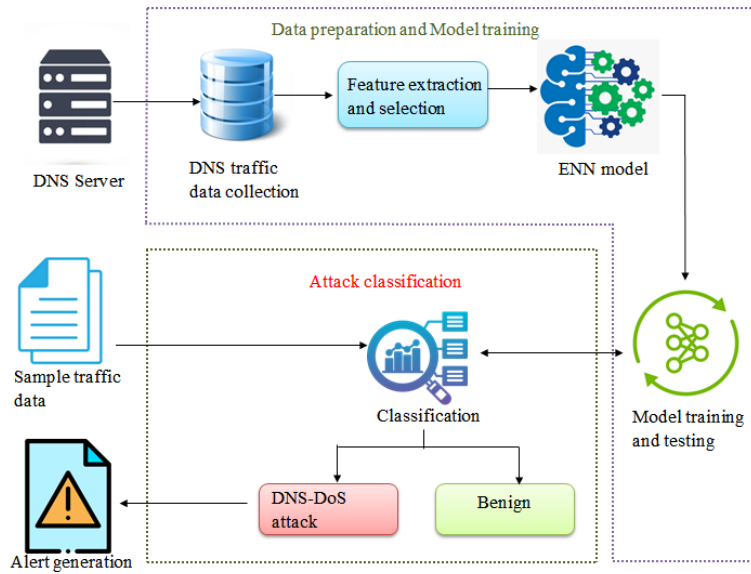 Data preparation and Model training
Feature extraction
and selection
DNS Server
DNS traffic
data collection
ENN model
Attack classification
Sample traffic
data
Classification
Model training
and testing
DNS-DoS
attack
Benign
Alert generation